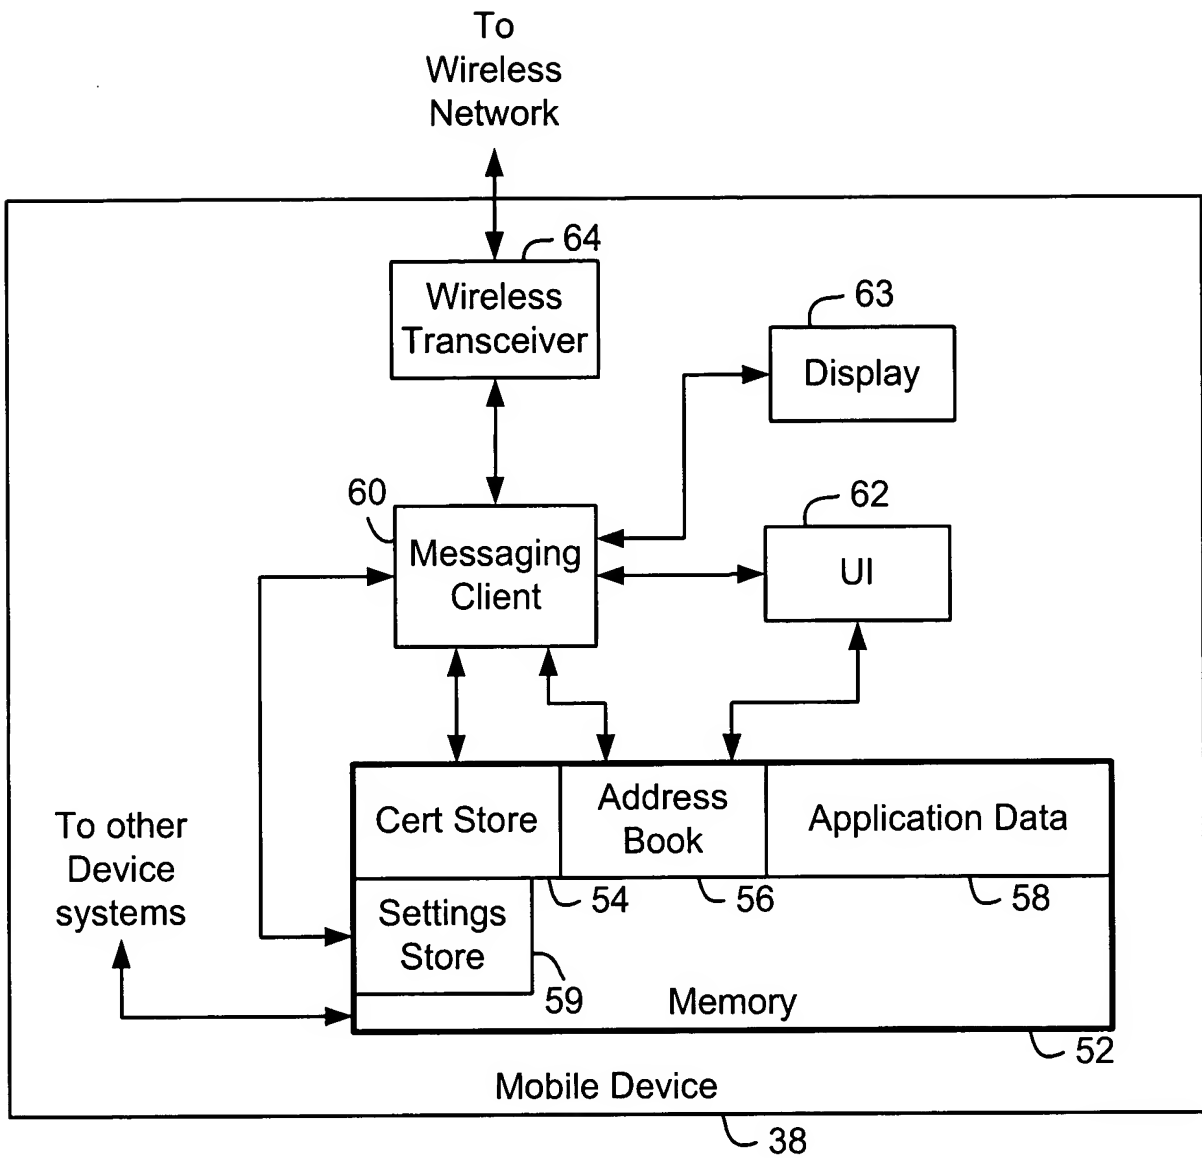 To
Wireless
Network
64
Wireless
Transceiver
63
Display
60
Messaging
Client
62
UI
Cert Store
Address
Book
Application Data
To other
Device
systems
54
56
58
Settings
Store
59
Memory
52
Mobile Device
38